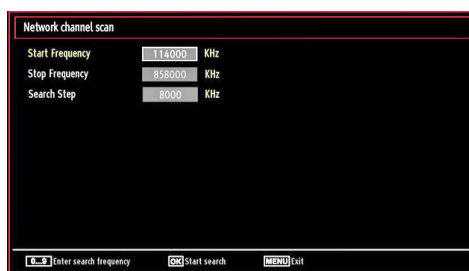 Network channel scan
Start Frequency 114000 KHz
Stop Frequency 858000 KHz
Search Step 8000 KHz
0...9 Enter search frequency OK Start search MENU Exit